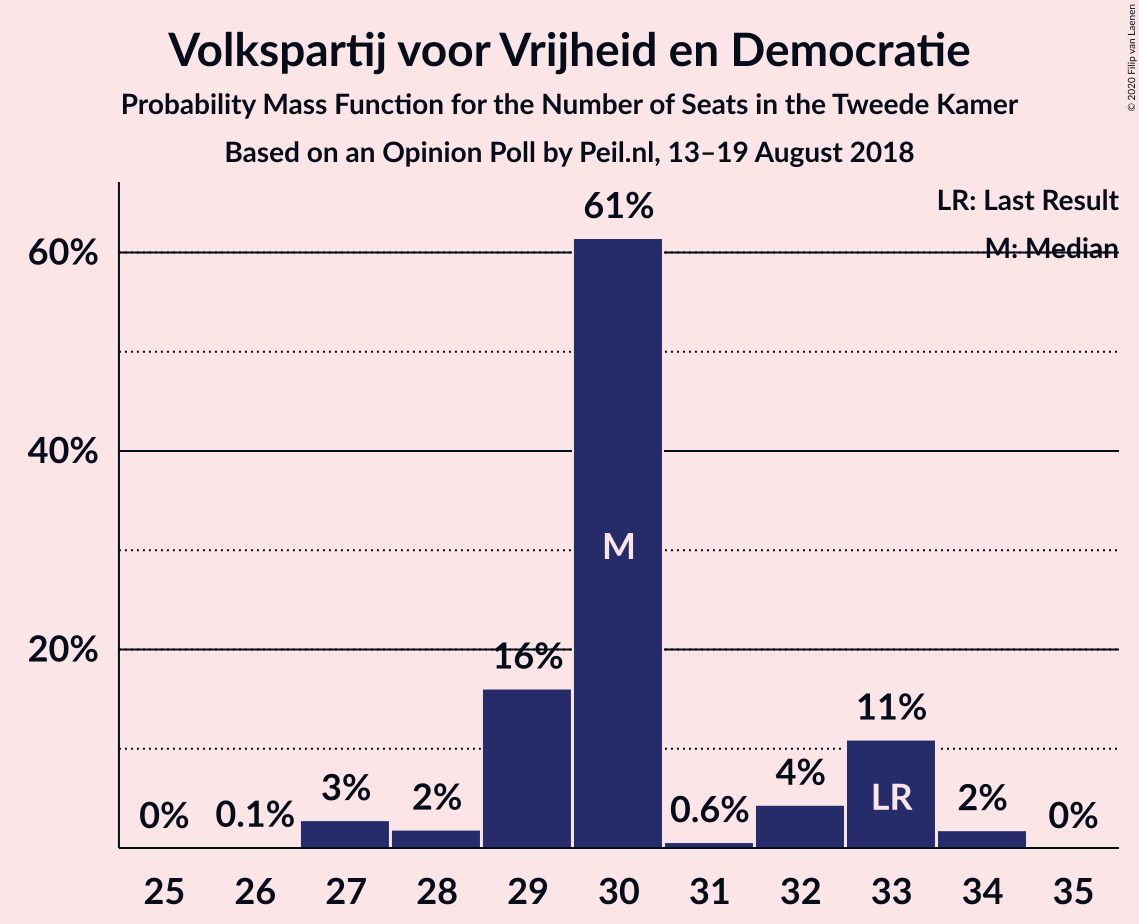 Volkspartij voor Vrijheid en Democratie
Probability Mass Function for the Number of Seats in the Tweede Kamer
Based on an Opinion Poll by Peil.nl, 13–19 August 2018
© 2020 Filip van Laenen
LR: Last Result
M: Median
60%
40%
20%
0%
0.1%
3%
2%
16%
61%
0.6%
4%
11%
2%
0%
M
LR
25 26 27 28 29 30 31 32 33 34 35